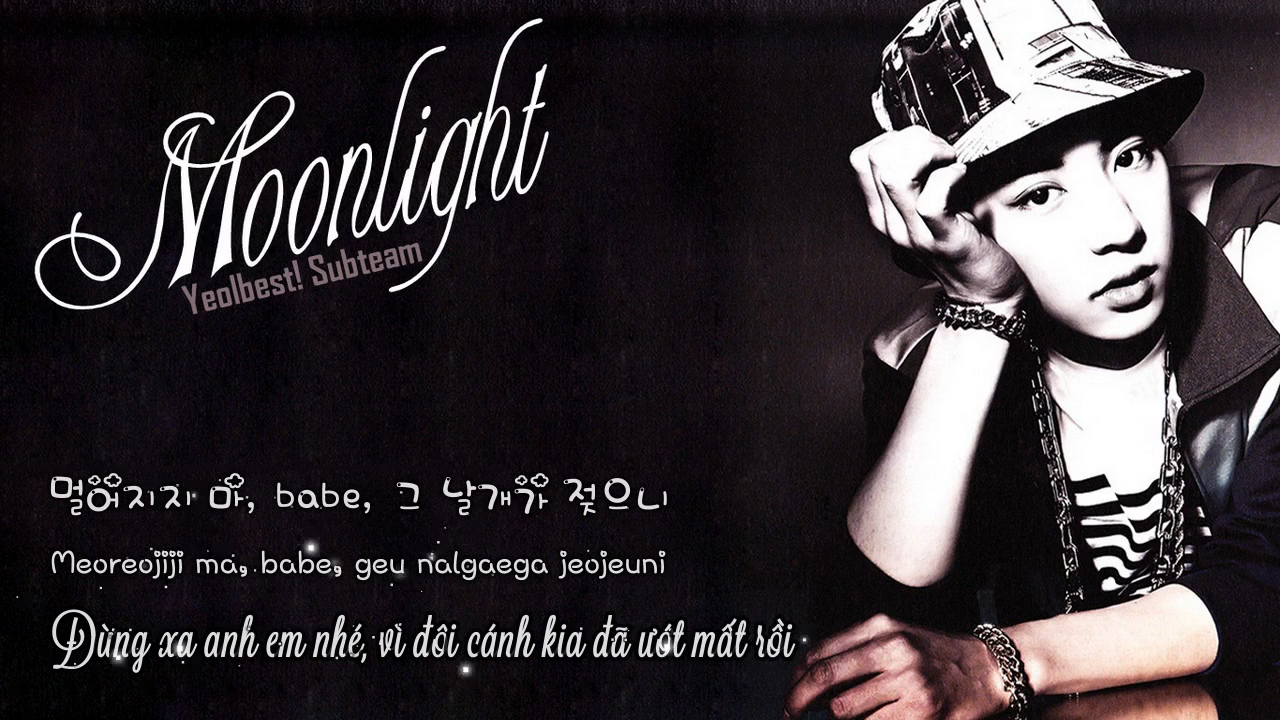 Moonlight
Yeolbest! Subteam
멀어지지 마, babe, 그 날개가 젖으니
Meoreojiji ma, babe, geu nalgaega jeojeuni
Đừng xa anh em nhé, vì đôi cánh kia đã ướt mất rồi